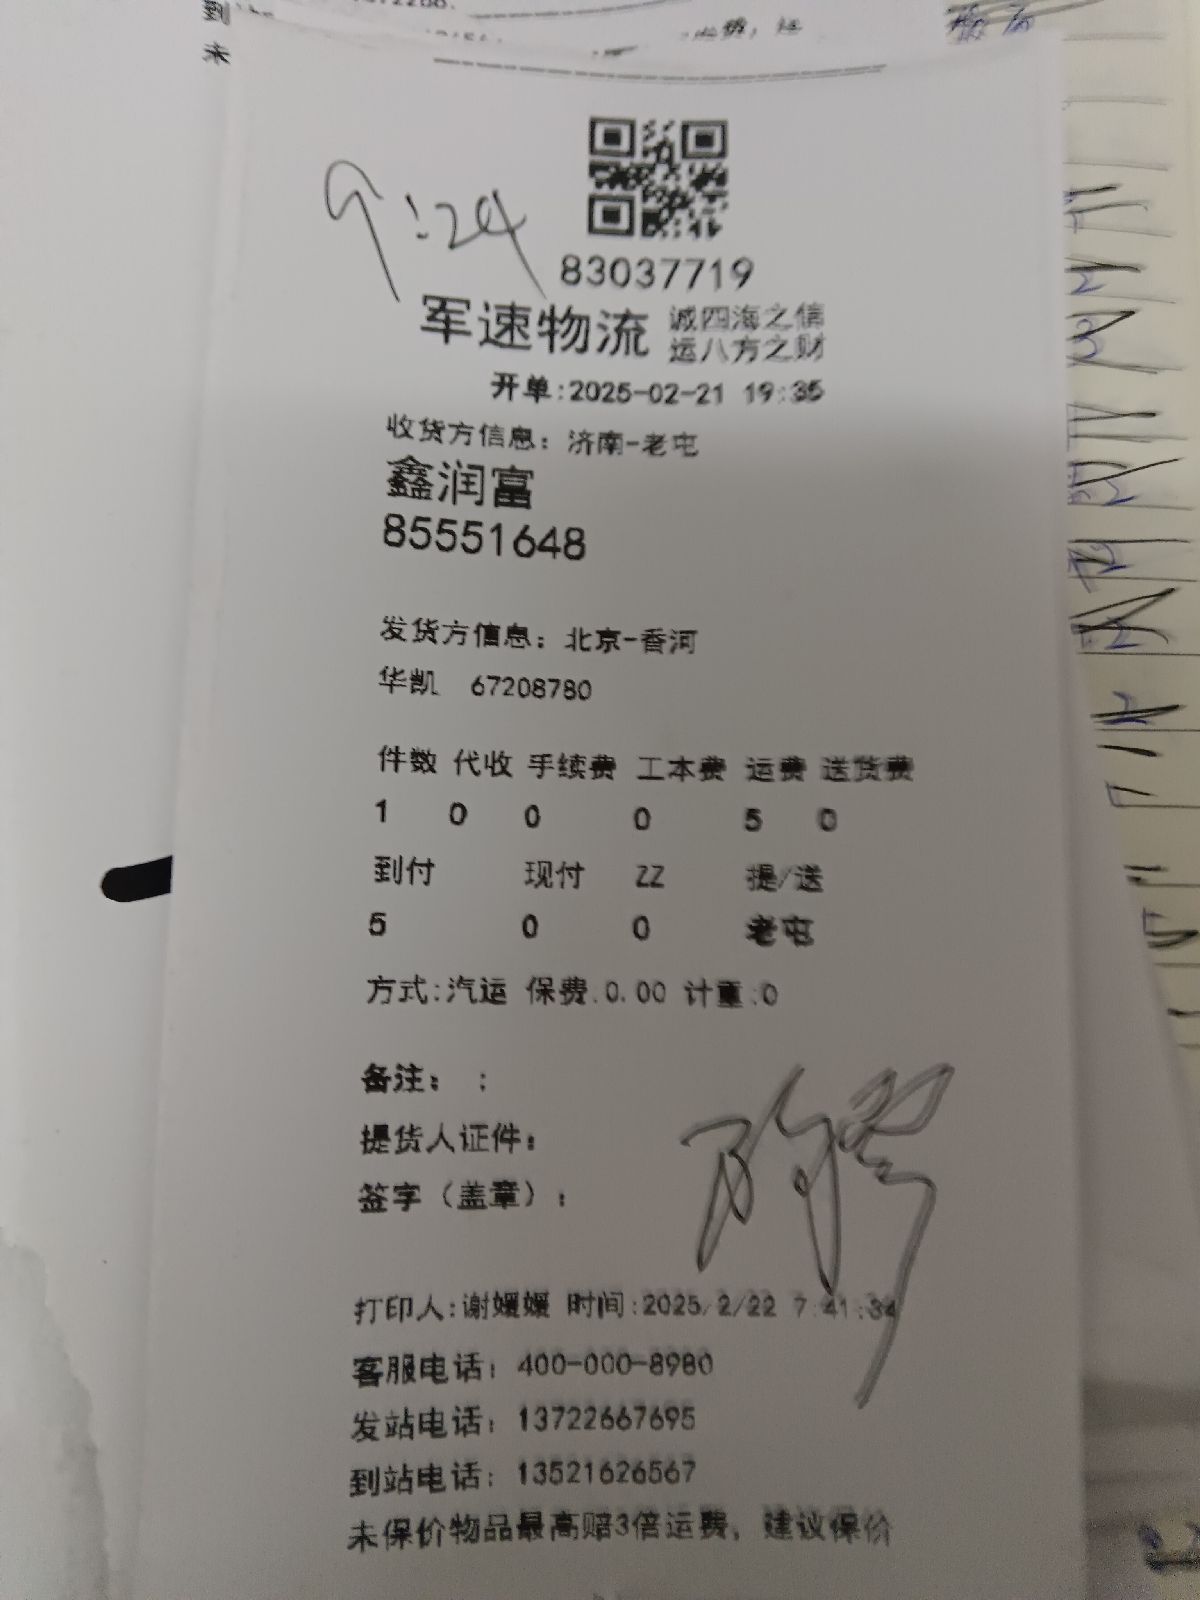 到
未
9:24
83037719
军速物流 诚四海之信
运八方之财
开单:2025-02-21 19:35
收货方信息: 济南-老屯
鑫润富
85551648
发货方信息: 北京-香河
华凯 67208780
件数 代收 手续费 工本费 运费 送货费
1 0 0 0 5 0
到付 现付 ZZ 提/送
5 0 0 老屯
方式:汽运 保费:0.00 计重:0
备注: :
提货人证件:
签字（盖章）:
打印人:谢媛媛 时间:2025/2/22 7:41:34
客服电话: 400-000-8980
发站电话: 13722667695
到站电话: 13521626567
未保价物品最高赔3倍运费, 建议保价